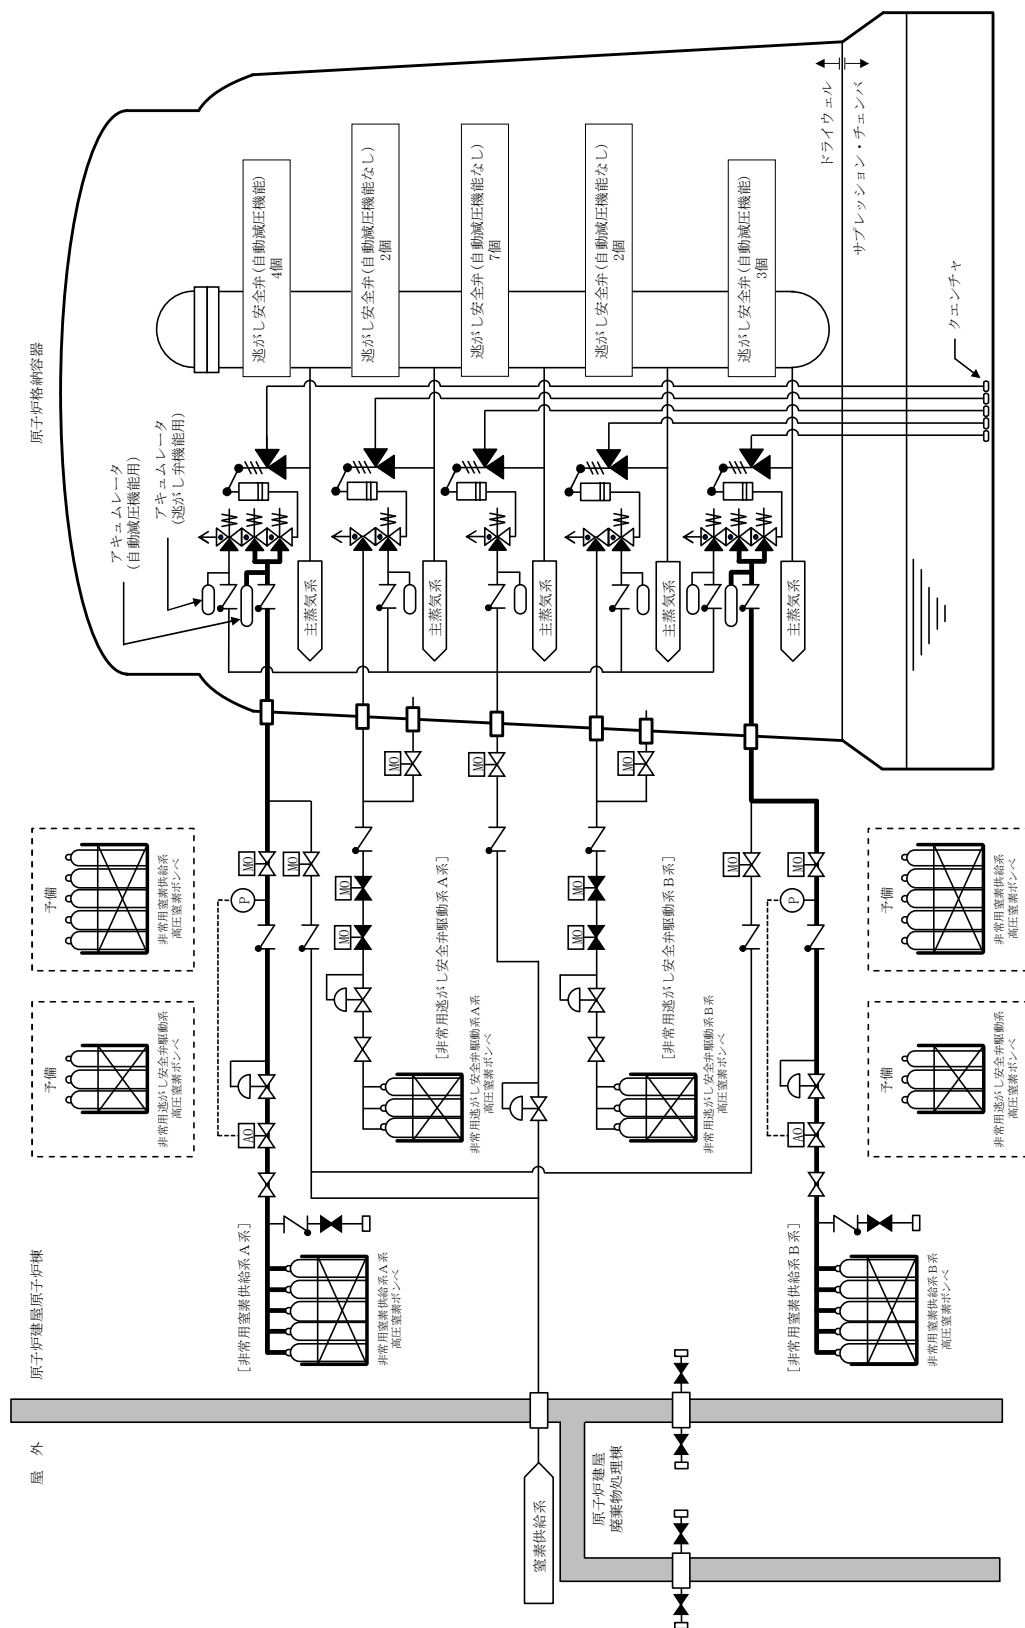 原子炉格納容器
ドライウェル
サプレッション・チェンバ
クエンチャ
逃がし安全弁(自動減圧機能)
4個
逃がし安全弁(自動減圧機能なし)
2個
逃がし安全弁(自動減圧機能なし)
7個
逃がし安全弁(自動減圧機能なし)
2個
逃がし安全弁(自動減圧機能)
3個
アキュムレータ
(自動減圧機能用)
アキュムレータ
(逃がし弁機能用)
主蒸気系
主蒸気系
主蒸気系
主蒸気系
主蒸気系
MO
MO
MO
MO
MO
MO
MO
MO
MO
MO
MO
P
P
AO
AO
予備
非常用窒素供給系
高圧窒素ボンベ
予備
非常用逃がし安全弁駆動系
高圧窒素ボンベ
予備
非常用窒素供給系
高圧窒素ボンベ
予備
非常用逃がし安全弁駆動系
高圧窒素ボンベ
[非常用逃がし安全弁駆動系A系]
非常用逃がし安全弁駆動系A系
高圧窒素ボンベ
[非常用逃がし安全弁駆動系B系]
非常用逃がし安全弁駆動系B系
高圧窒素ボンベ
[非常用窒素供給系A系]
非常用窒素供給系A系
高圧窒素ボンベ
[非常用窒素供給系B系]
非常用窒素供給系B系
高圧窒素ボンベ
原子炉建屋原子炉棟
屋 外
窒素供給系
原子炉建屋
廃棄物処理棟